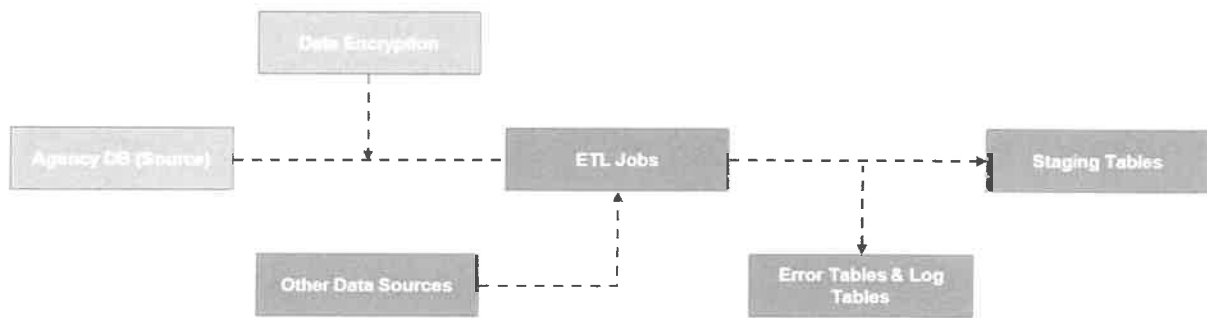 Data Encryption
Agency DB (Source)
ETL Jobs
Staging Tables
Other Data Sources
Error Tables & Log
Tables